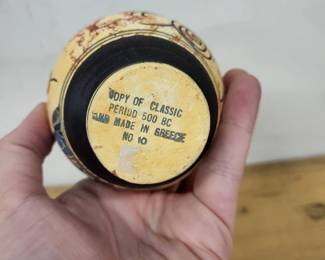 COPY OF CLASSIC
PERIOD 500 BC
HAND MADE IN GREECE
NO 10